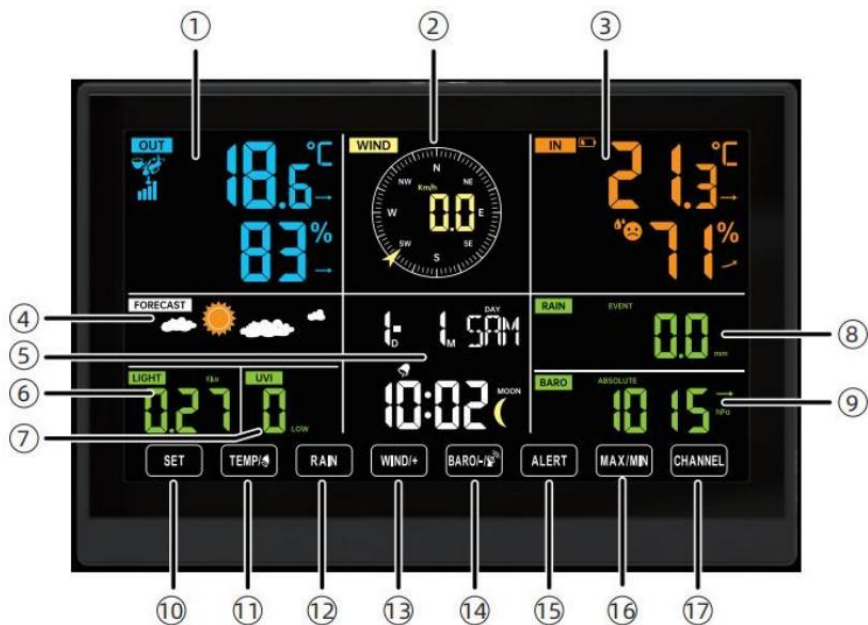 ① ② ③
OUT 18.6 °C
83 %
WIND
N
NW NE
Km/h
W 0.0 E
SW SE
S
IN 21.3 °C
71 %
④ FORECAST
⑤
DAY
1 D - 1 M SAM
RAIN EVENT
0.0 mm ⑧
⑥ LIGHT Klux
0.27
⑦ UVI
0 LOW
10:02 MOON
BARO ABSOLUTE
1015 hPa ⑨
SET TEMP/ RAIN WIND/+ BARO/-/ ALERT MAX/MIN CHANNEL
⑩ ⑪ ⑫ ⑬ ⑭ ⑮ ⑯ ⑰